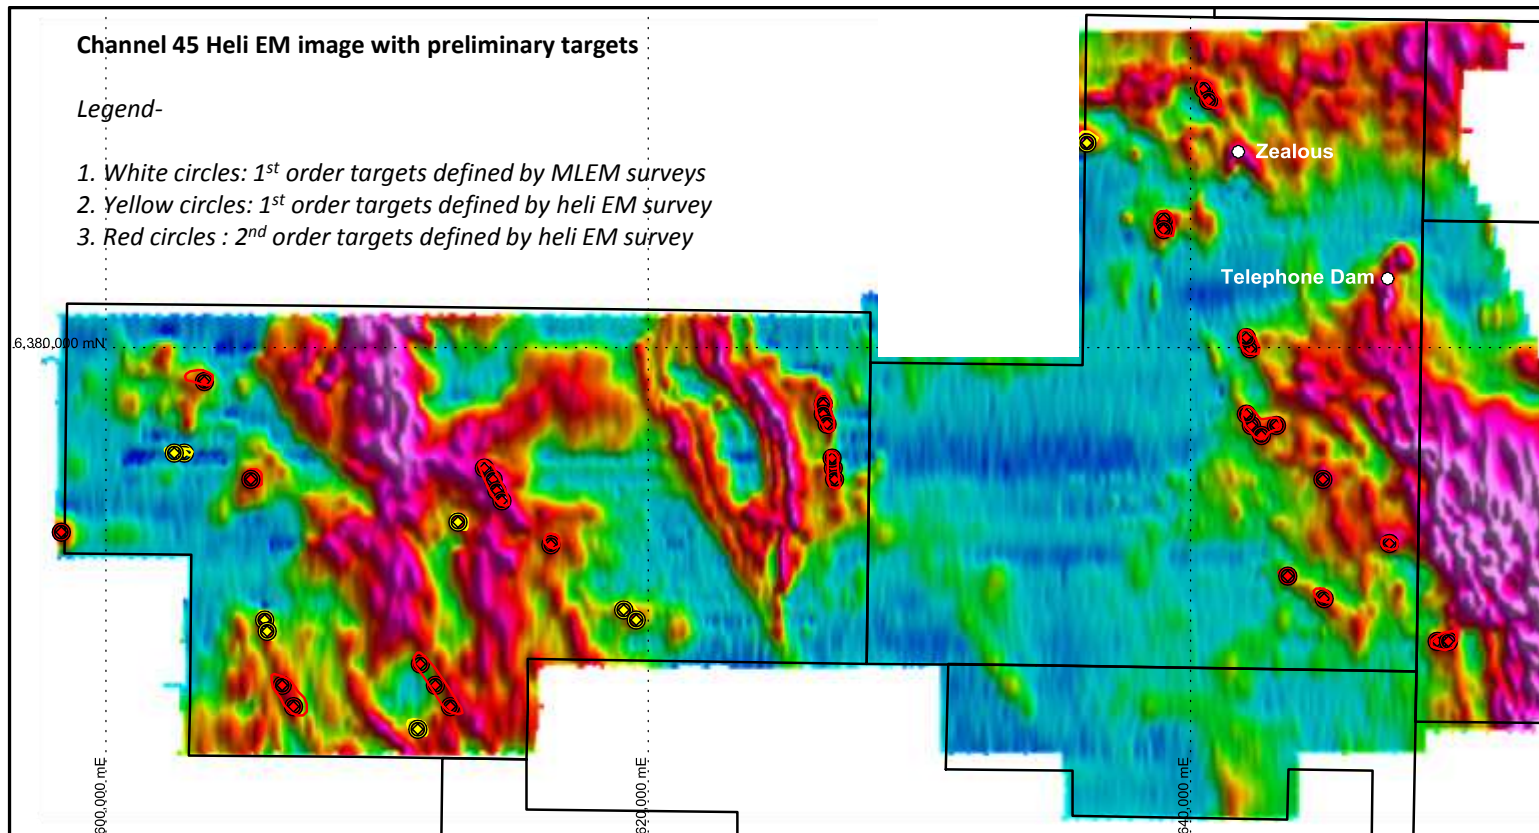 Channel 45 Heli EM image with preliminary targets
Legend-
1. White circles: 1st order targets defined by MLEM surveys
2. Yellow circles: 1st order targets defined by heli EM survey
3. Red circles : 2nd order targets defined by heli EM survey
Zealous
Telephone Dam
6,380,000 mN
600,000 mE
620,000 mE
640,000 mE